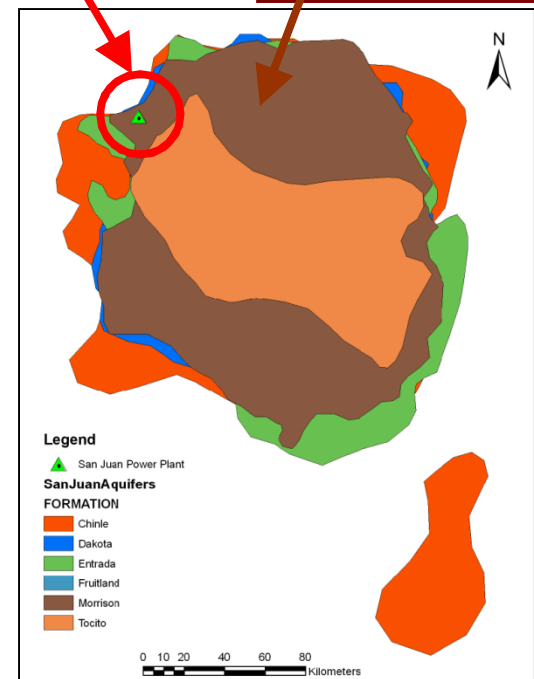 N
Legend
San Juan Power Plant
SanJuanAquifers
FORMATION
Chinle
Dakota
Entrada
Fruitland
Morrison
Tocito
0 10 20 40 60 80
Kilometers